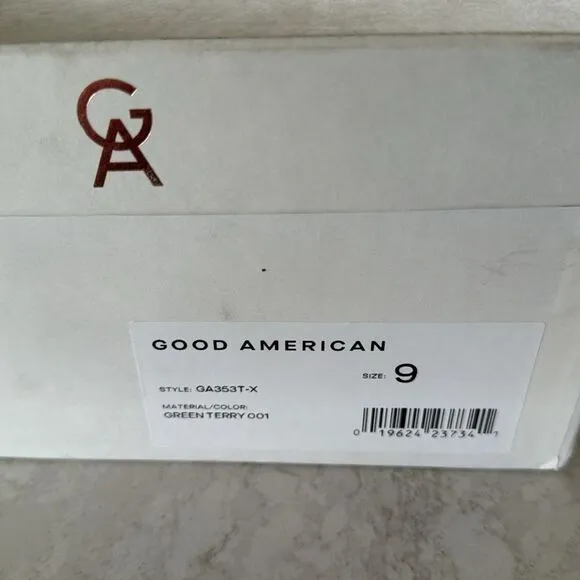 GA
GOOD AMERICAN
SIZE: 9
STYLE: GA353T-X
MATERIAL/COLOR:
GREEN TERRY 001
0 19624 23734 1